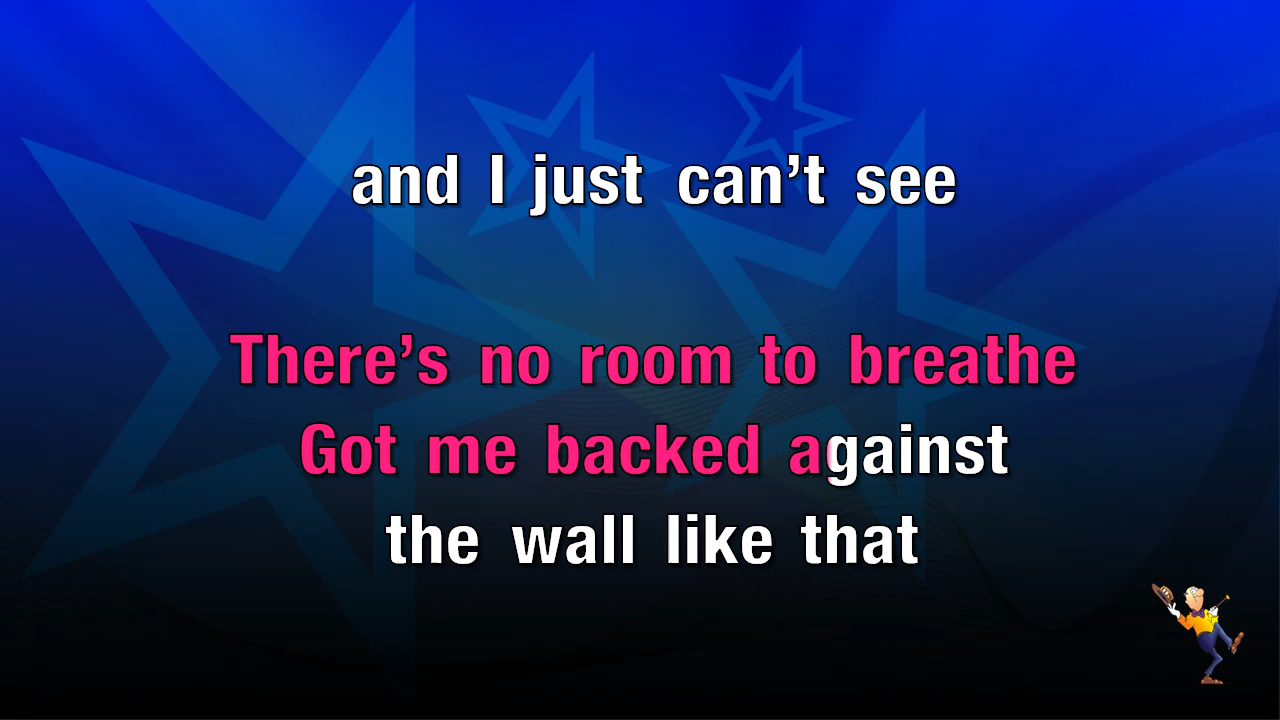 and I just can’t see
There’s no room to breathe
Got me backed against
the wall like that